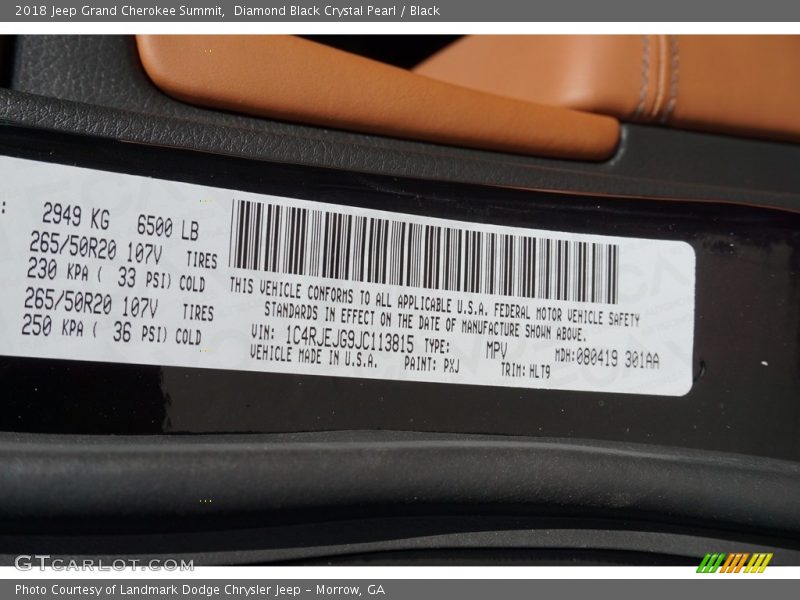 2018 Jeep Grand Cherokee Summit,  Diamond Black Crystal Pearl / Black
: 2949 KG 6500 LB
265/50R20 107V TIRES
230 KPA ( 33 PSI) COLD
265/50R20 107V TIRES
250 KPA ( 36 PSI) COLD
THIS VEHICLE CONFORMS TO ALL APPLICABLE U.S.A. FEDERAL MOTOR VEHICLE SAFETY
STANDARDS IN EFFECT ON THE DATE OF MANUFACTURE SHOWN ABOVE.
VIN: 1C4RJEJG9JC113815 TYPE: MPV MDH:080419 301AA
VEHICLE MADE IN U.S.A. PAINT: PXJ TRIM:HLT9
GTCARLOT.COM
Photo Courtesy of Landmark Dodge Chrysler Jeep – Morrow, GA